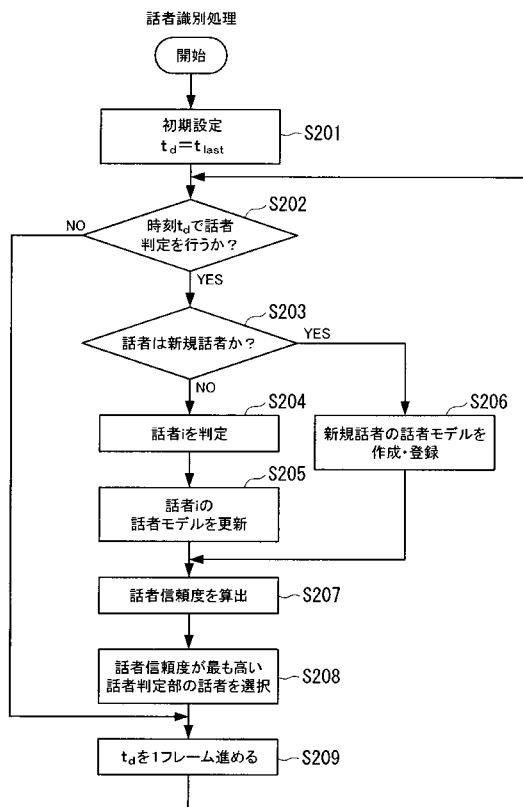 話者識別処理
開始
初期設定
td＝tlast
S201
S202
時刻tdで話者
判定を行うか？
NO
YES
S203
話者は新規話者か？
YES
NO
S204
話者iを判定
S206
新規話者の話者モデルを
作成・登録
S205
話者iの
話者モデルを更新
話者信頼度を算出
S207
話者信頼度が最も高い
話者判定部の話者を選択
S208
tdを1フレーム進める
S209